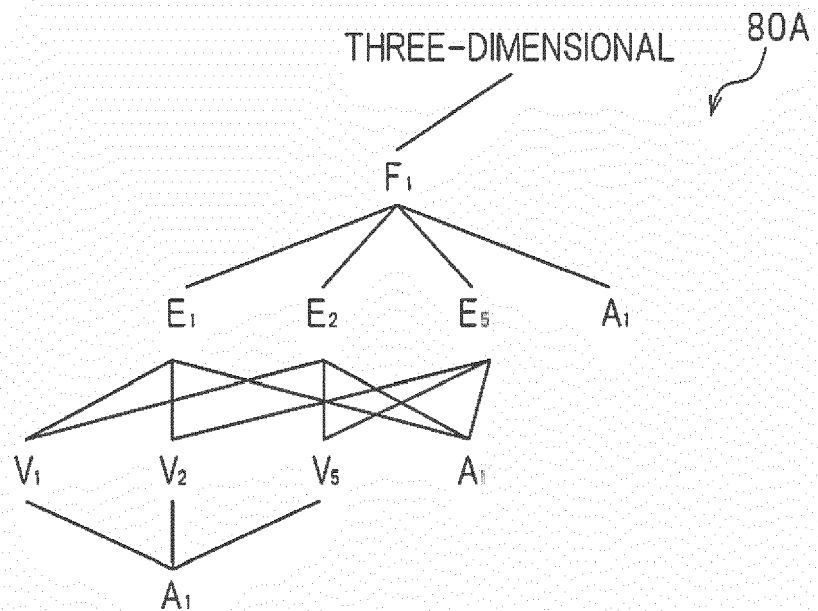 80A
THREE-DIMENSIONAL
F₁
E₁ E₂ E₅ A₁
V₁ V₂ V₅ A₁
A₁